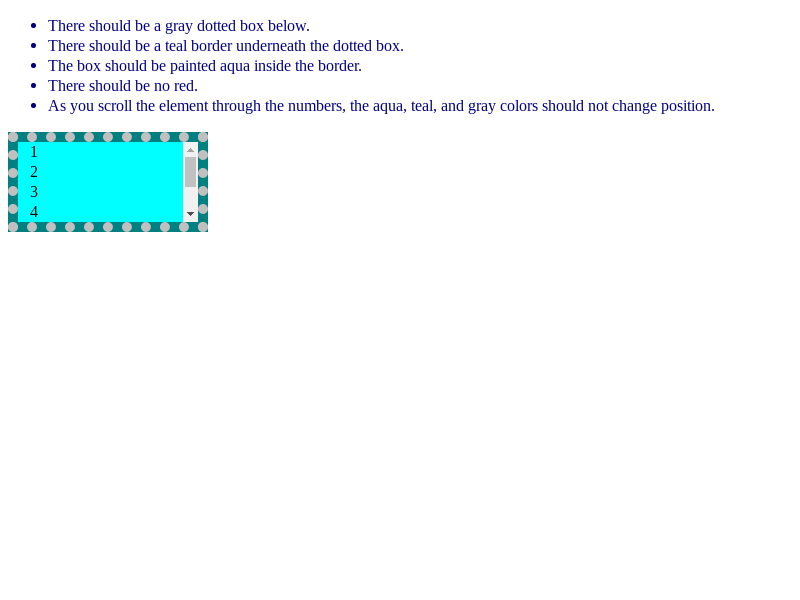 There should be a gray dotted box below.
There should be a teal border underneath the dotted box.
The box should be painted aqua inside the border.
There should be no red.
As you scroll the element through the numbers, the aqua, teal, and gray colors should not change position.
1
2
3
4